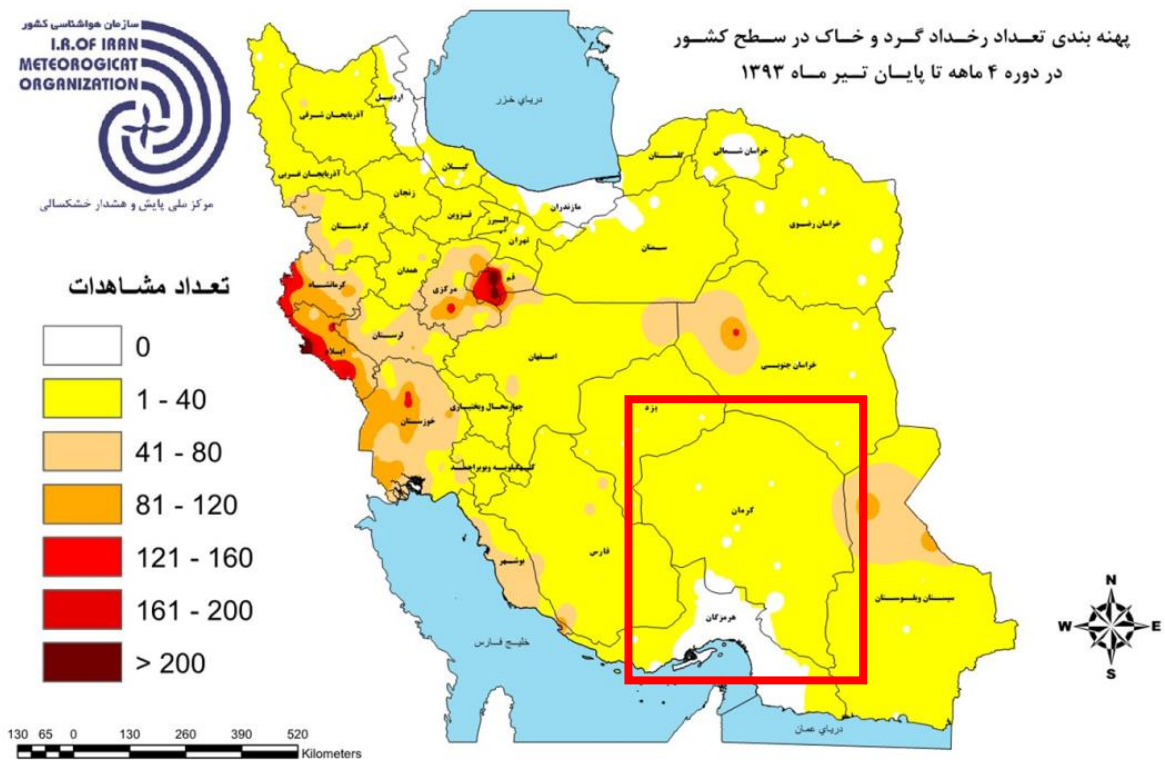 سازمان هواشناسی کشور
I.R.OF IRAN
METEOROGICAT
ORGANIZATION
مرکز ملی پایش و هشدار خشکسالی
پهنه بندی تعداد رخداد گرد و خاک در سطح کشور
در دوره ۴ ماهه تا پایان تیر ماه ۱۳۹۳
تعداد مشاهدات
0
1 - 40
41 - 80
81 - 120
121 - 160
161 - 200
> 200
دریای خزر
اردبیل
آذربایجان شرقی
آذربایجان غربی
گیلان
زنجان
کردستان
قزوین
البرز
تهران
مازندران
گلستان
خراسان شمالی
خراسان رضوی
سمنان
همدان
کرمانشاه
مرکزی
قم
لرستان
ایلام
اصفهان
خراسان جنوبی
خوزستان
چهارمحال وبختیاری
یزد
کهگیلویه وبویراحمد
کرمان
فارس
بوشهر
هرمزگان
سیستان وبلوچستان
خلیج فارس
دریای عمان
N
W E
S
130 65 0 130 260 390 520
Kilometers